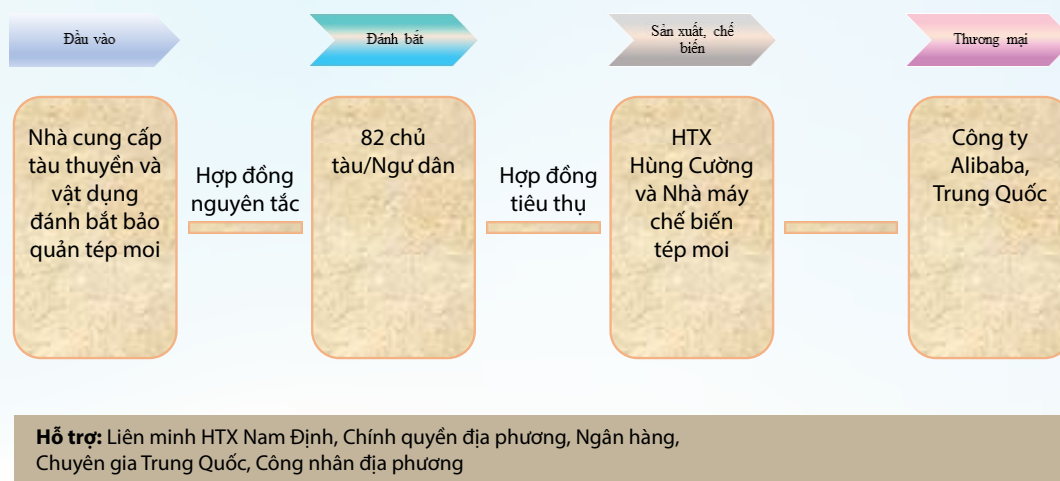 Đầu vào
Đánh bắt
Sản xuất, chế
biến
Thương mại
Nhà cung cấp
tàu thuyền và
vật dụng
đánh bắt bảo
quản tép moi
Hợp đồng
nguyên tắc
82 chủ
tàu/Ngư dân
Hợp đồng
tiêu thụ
HTX
Hùng Cường
và Nhà máy
chế biến
tép moi
Công ty
Alibaba,
Trung Quốc
Hỗ trợ: Liên minh HTX Nam Định, Chính quyền địa phương, Ngân hàng,
Chuyên gia Trung Quốc, Công nhân địa phương